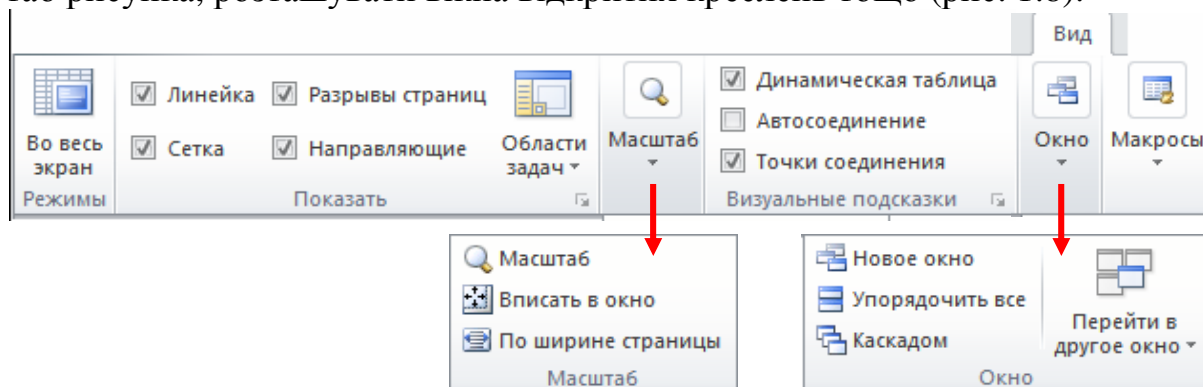 Вид
Линейка Разрывы страниц
Сетка Направляющие
Во весь
экран
Области
задач
Масштаб
Динамическая таблица
Автосоединение
Точки соединения
Окно
Макросы
Режимы
Показать
Визуальные подсказки
Масштаб
Вписать в окно
По ширине страницы
Масштаб
Новое окно
Упорядочить все
Каскадом
Перейти в
другое окно
Окно